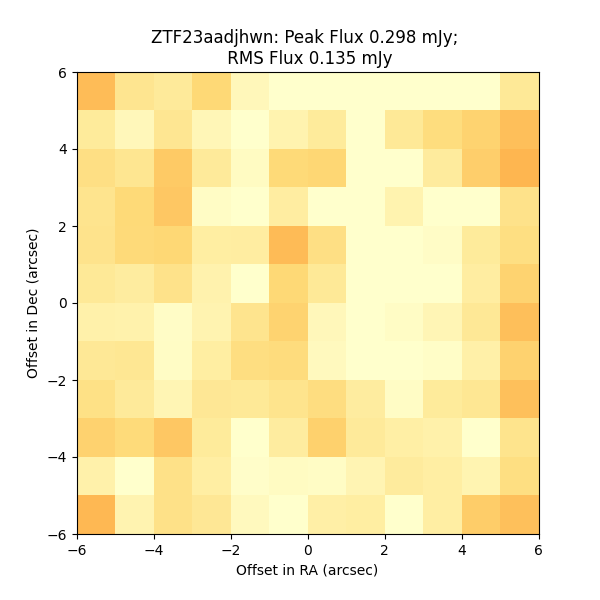 ZTF23aadjhwn: Peak Flux 0.298 mJy;
RMS Flux 0.135 mJy
6
4
2
0
−2
−4
−6
Offset in Dec (arcsec)
−6 −4 −2 0 2 4 6
Offset in RA (arcsec)